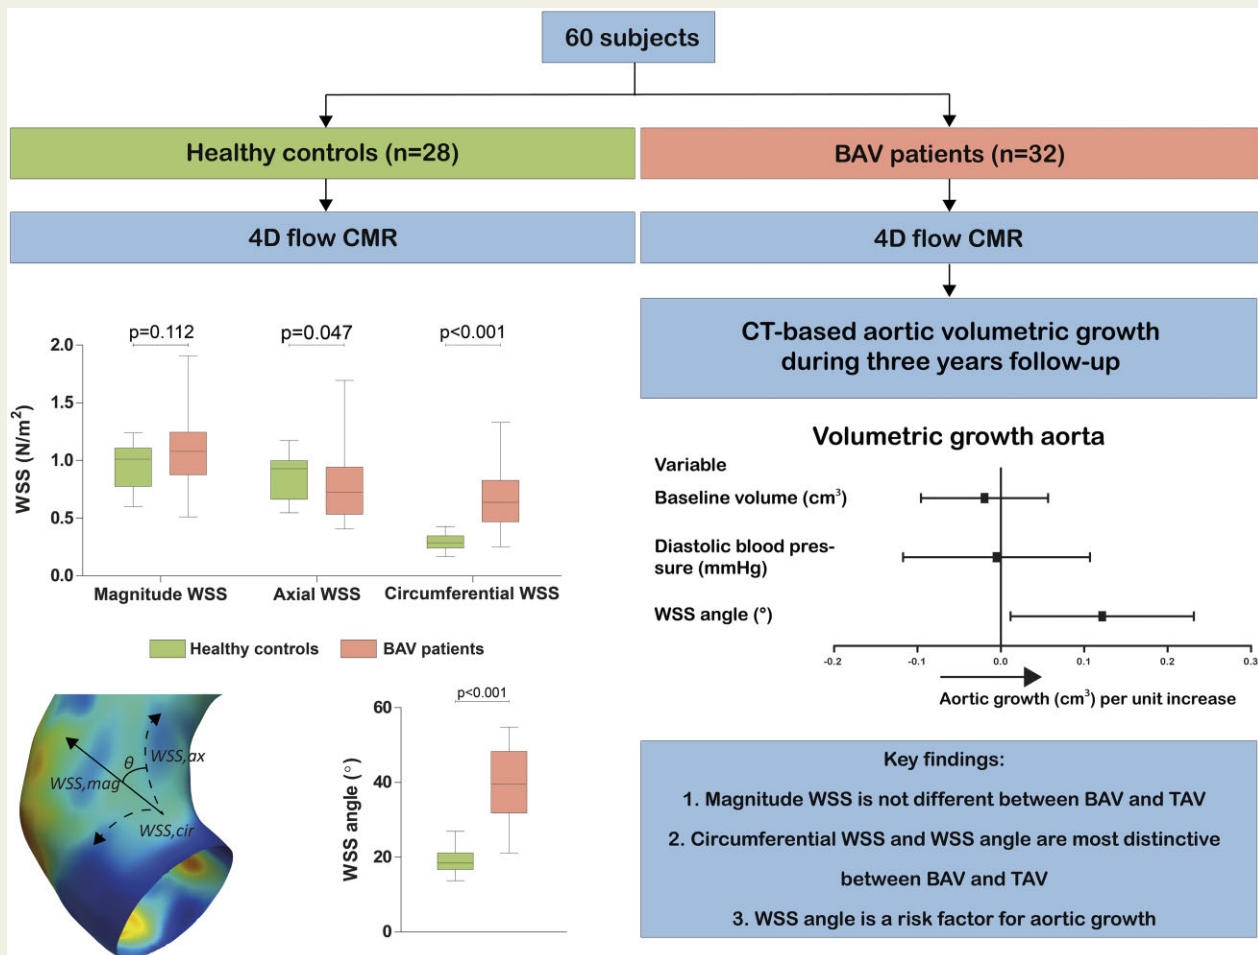 60 subjects
Healthy controls (n=28)
BAV patients (n=32)
4D flow CMR
4D flow CMR
CT-based aortic volumetric growth
during three years follow-up
p=0.112
p=0.047
p<0.001
WSS (N/m²)
2.0
1.5
1.0
0.5
0.0
Magnitude WSS
Axial WSS
Circumferential WSS
Healthy controls
BAV patients
WSS,mag
θ
WSS,ax
WSS,cir
p<0.001
WSS angle (°)
60
40
20
0
Volumetric growth aorta
Variable
Baseline volume (cm³)
Diastolic blood pres-
sure (mmHg)
WSS angle (°)
-0.2
-0.1
0.0
0.1
0.2
0.3
Aortic growth (cm³) per unit increase
Key findings:
1. Magnitude WSS is not different between BAV and TAV
2. Circumferential WSS and WSS angle are most distinctive
between BAV and TAV
3. WSS angle is a risk factor for aortic growth